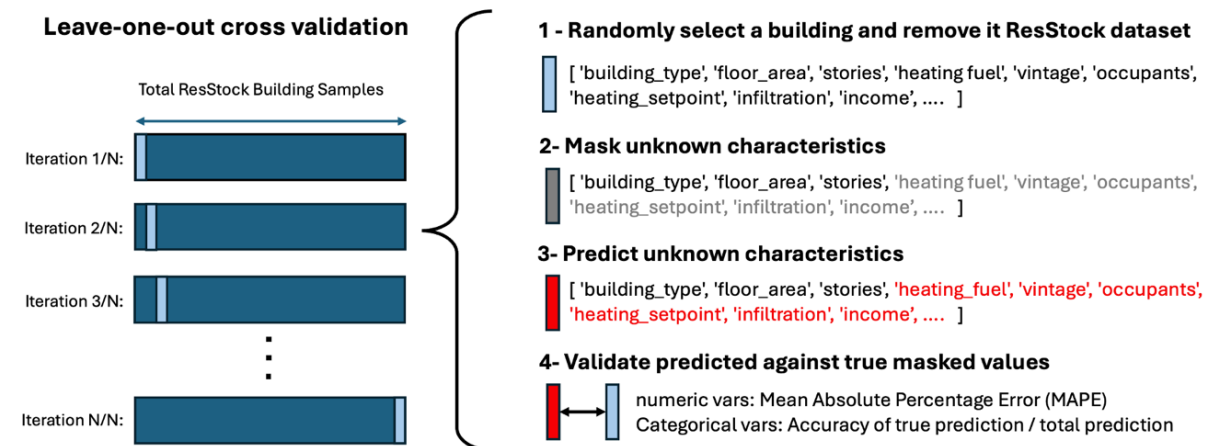 Leave-one-out cross validation
Total ResStock Building Samples
Iteration 1/N:
Iteration 2/N:
Iteration 3/N:
Iteration N/N:
1 - Randomly select a building and remove it ResStock dataset
[ 'building_type', 'floor_area', 'stories', 'heating fuel', 'vintage', 'occupants',
'heating_setpoint', 'infiltration', 'income', .... ]
2- Mask unknown characteristics
[ 'building_type', 'floor_area', 'stories', 'heating fuel', 'vintage', 'occupants',
'heating_setpoint', 'infiltration', 'income', .... ]
3- Predict unknown characteristics
[ 'building_type', 'floor_area', 'stories', 'heating_fuel', 'vintage', 'occupants',
'heating_setpoint', 'infiltration', 'income', .... ]
4- Validate predicted against true masked values
numeric vars: Mean Absolute Percentage Error (MAPE)
Categorical vars: Accuracy of true prediction / total prediction